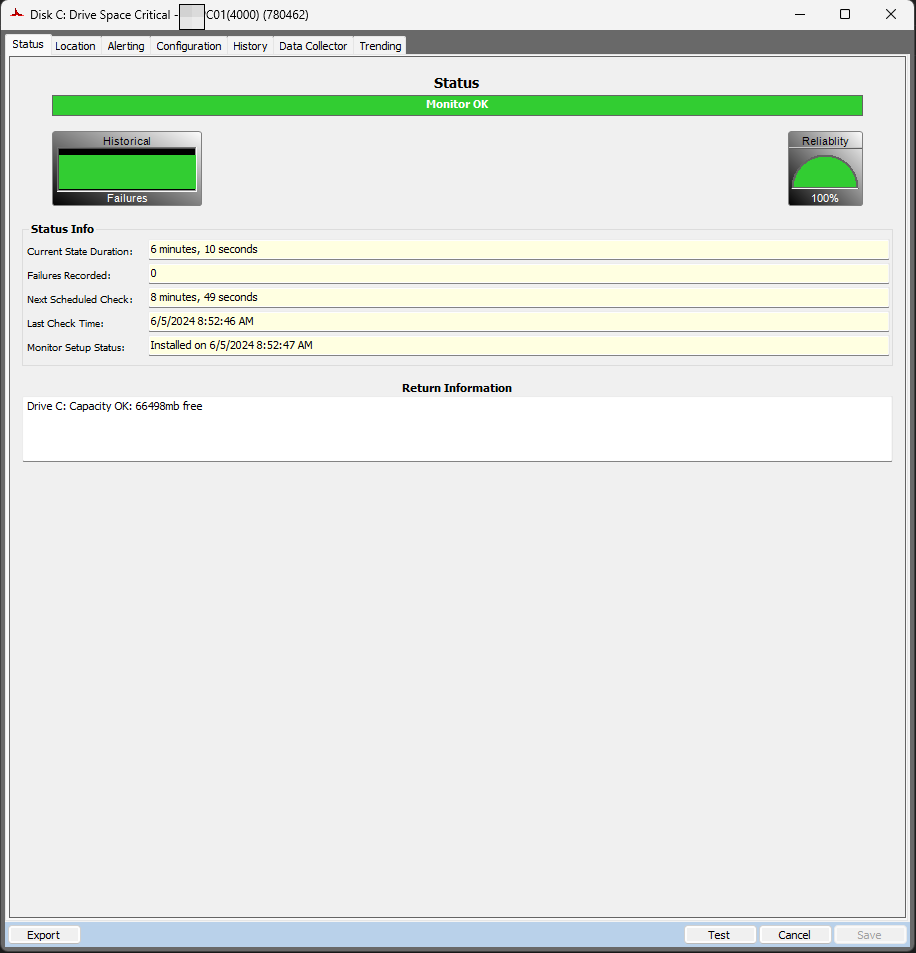 Disk C: Drive Space Critical - C01(4000) (780462)
Status Location Alerting Configuration History Data Collector Trending
Status
Monitor OK
Historical
Failures
Reliablity
100%
Status Info
Current State Duration: 6 minutes, 10 seconds
Failures Recorded: 0
Next Scheduled Check: 8 minutes, 49 seconds
Last Check Time: 6/5/2024 8:52:46 AM
Monitor Setup Status: Installed on 6/5/2024 8:52:47 AM
Return Information
Drive C: Capacity OK: 66498mb free
Export Test Cancel Save